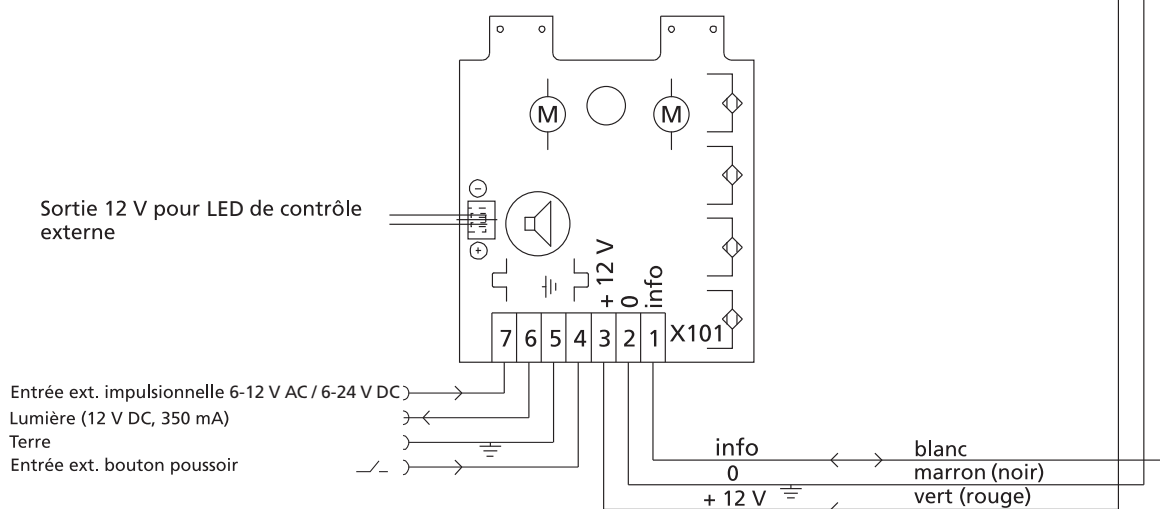 M
M
Sortie 12 V pour LED de contrôle
externe
-
+
+ 12 V
0
info
7 6 5 4 3 2 1 X101
Entrée ext. impulsionnelle 6-12 V AC / 6-24 V DC
Lumière (12 V DC, 350 mA)
Terre
Entrée ext. bouton poussoir
info blanc
0 marron (noir)
+ 12 V vert (rouge)